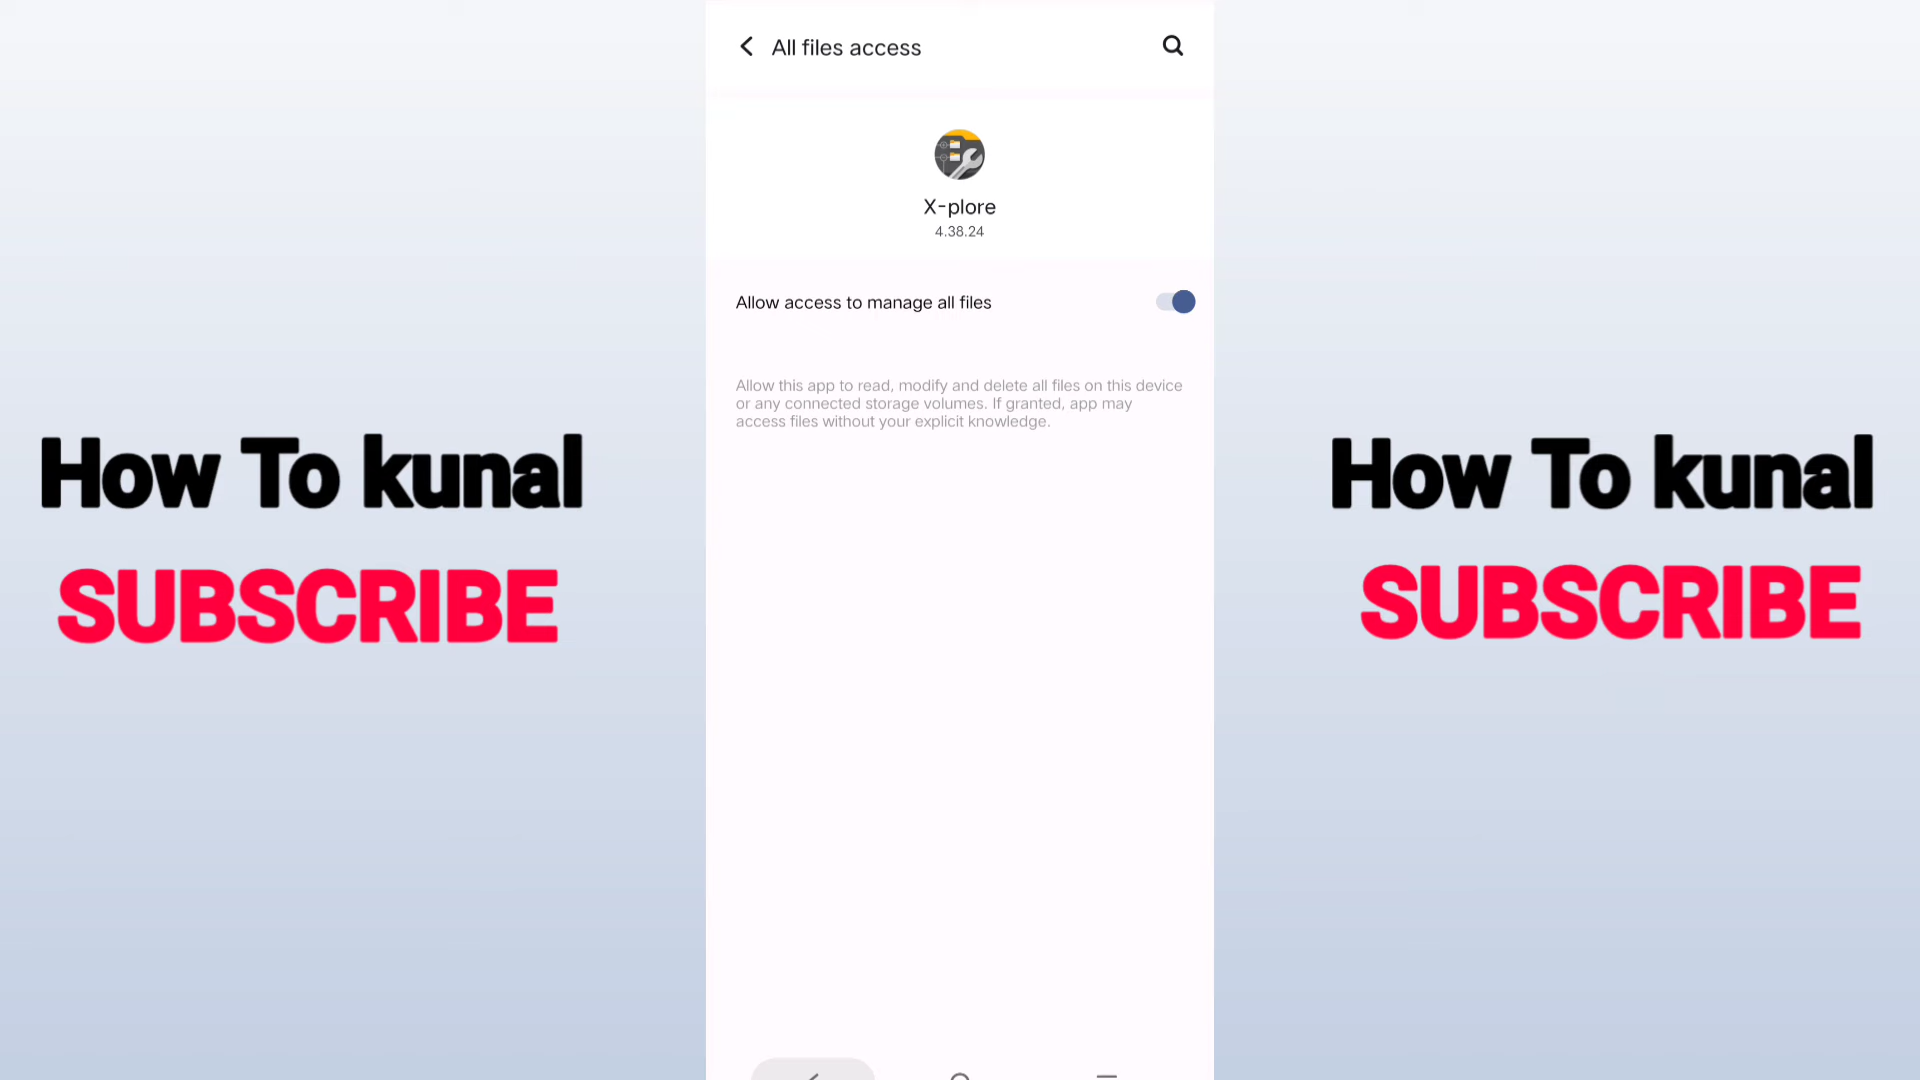 All files access
X-plore
4.38.24
Allow access to manage all files
Allow this app to read, modify and delete all files on this device
or any connected storage volumes. If granted, app may
access files without your explicit knowledge.
How To kunal
SUBSCRIBE
How To kunal
SUBSCRIBE